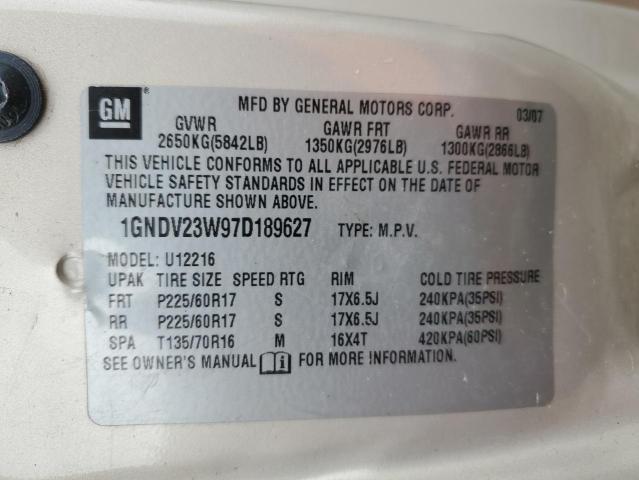 GM
MFD BY GENERAL MOTORS CORP. 03/07
GVWR GAWR FRT GAWR RR
2650KG(5842LB) 1350KG(2976LB) 1300KG(2866LB)
THIS VEHICLE CONFORMS TO ALL APPLICABLE U.S. FEDERAL MOTOR
VEHICLE SAFETY STANDARDS IN EFFECT ON THE DATE OF
MANUFACTURE SHOWN ABOVE.
1GNDV23W97D189627 TYPE: M.P.V.
MODEL: U12216
UPAK TIRE SIZE SPEED RTG RIM COLD TIRE PRESSURE
FRT P225/60R17 S 17X6.5J 240KPA(35PSI)
RR P225/60R17 S 17X6.5J 240KPA(35PSI)
SPA T135/70R16 M 16X4T 420KPA(60PSI)
SEE OWNER'S MANUAL i FOR MORE INFORMATION.